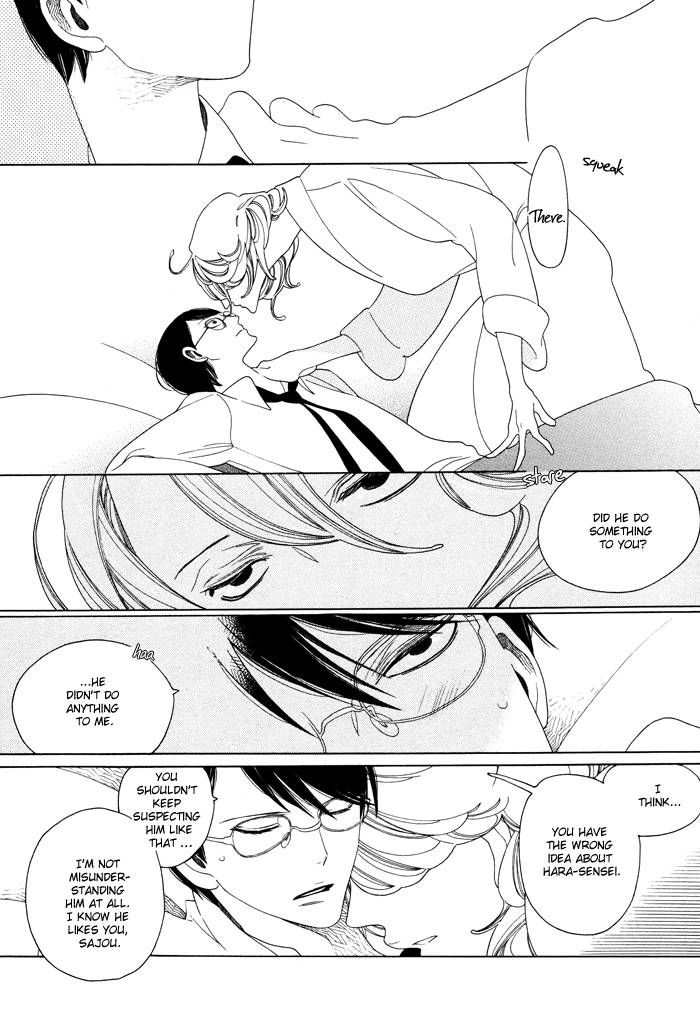 squeak
There.
stare
DID HE DO
SOMETHING
TO YOU?
haa
...HE
DIDN'T DO
ANYTHING
TO ME.
I
THINK...
YOU HAVE
THE WRONG
IDEA ABOUT
HARA-SENSEI.
YOU
SHOULDN'T
KEEP
SUSPECTING
HIM LIKE
THAT ...
I'M NOT
MISUNDER-
STANDING
HIM AT ALL.
I KNOW HE
LIKES YOU,
SAJOU.